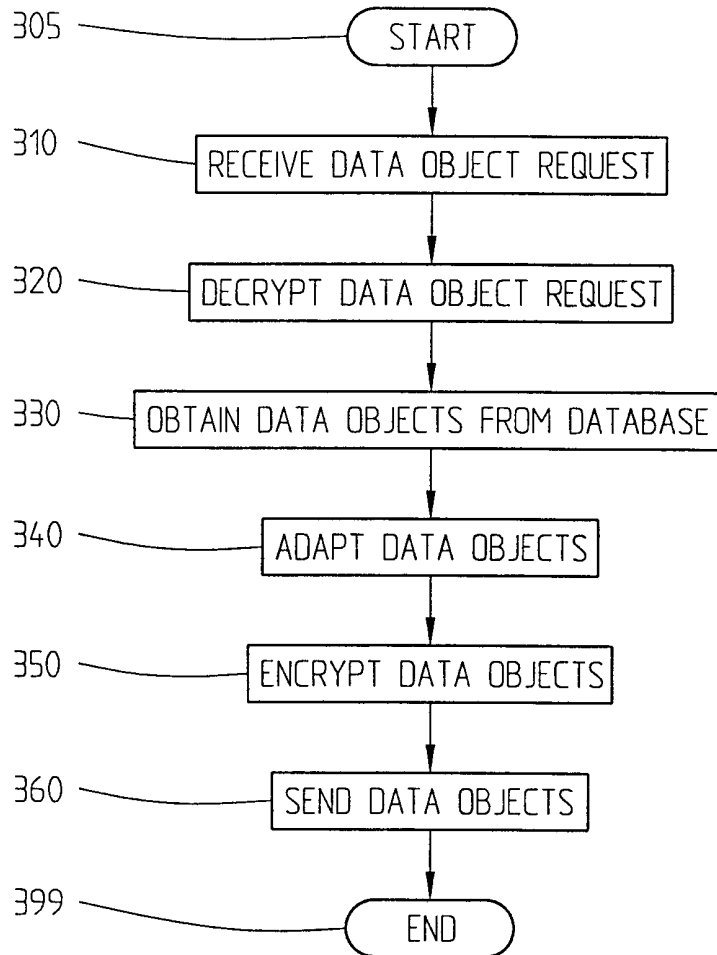 305 START
310 RECEIVE DATA OBJECT REQUEST
320 DECRYPT DATA OBJECT REQUEST
330 OBTAIN DATA OBJECTS FROM DATABASE
340 ADAPT DATA OBJECTS
350 ENCRYPT DATA OBJECTS
360 SEND DATA OBJECTS
399 END